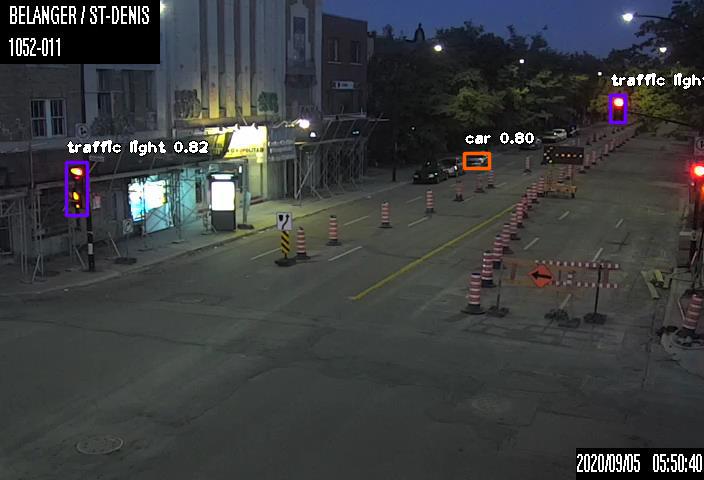 BELANGER / ST-DENIS
1052-011
traffic light 0.82
car 0.80
traffic ligh
2020/09/05 05:50:40